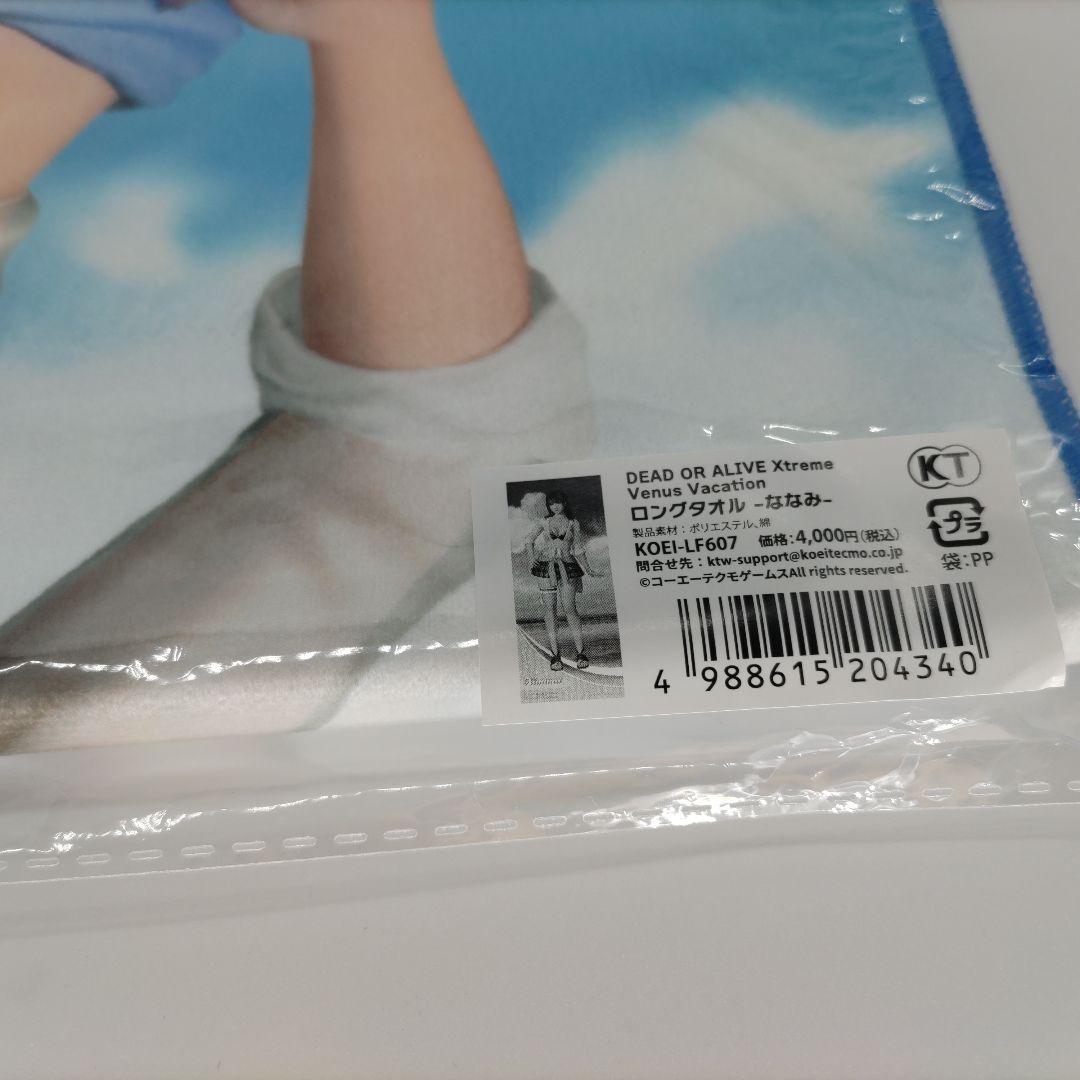 DEAD OR ALIVE Xtreme
Venus Vacation
ロングタオル -ななみ-
製品素材：ポリエステル、綿
KOEI-LF607 価格:4,000円(税込)
問合せ先：ktw-support@koeitecmo.co.jp
©コーエーテクモゲームスAll rights reserved.
KT
プラ
袋:PP
4 988615 204340